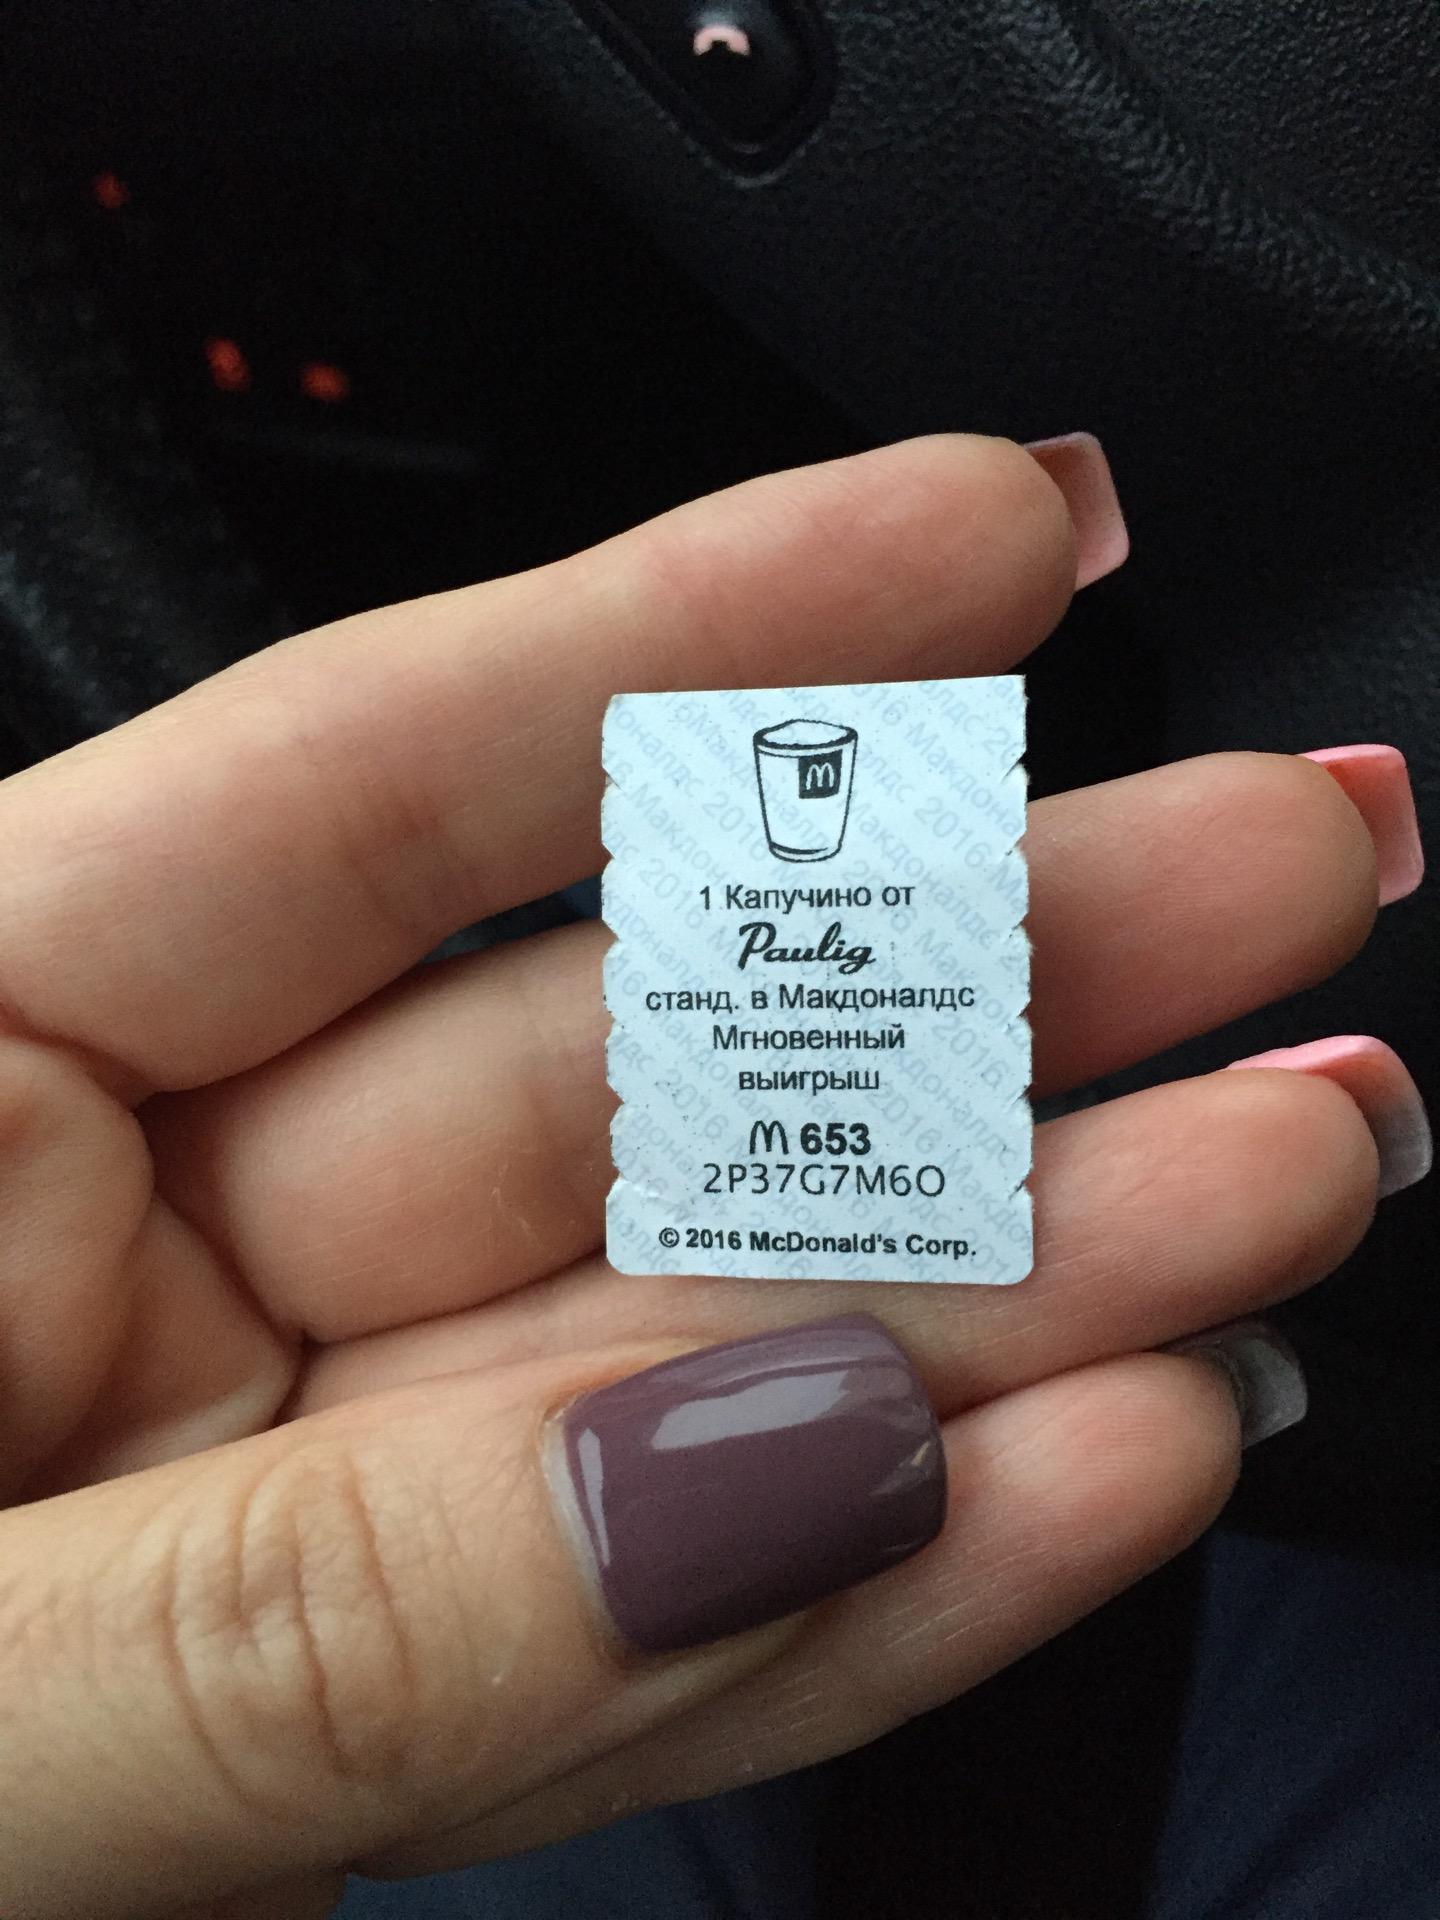 1 Капучино от
Paulig
станд. в Макдоналдс
Мгновенный
выигрыш
M 653
2P37G7M6O
© 2016 McDonald's Corp.